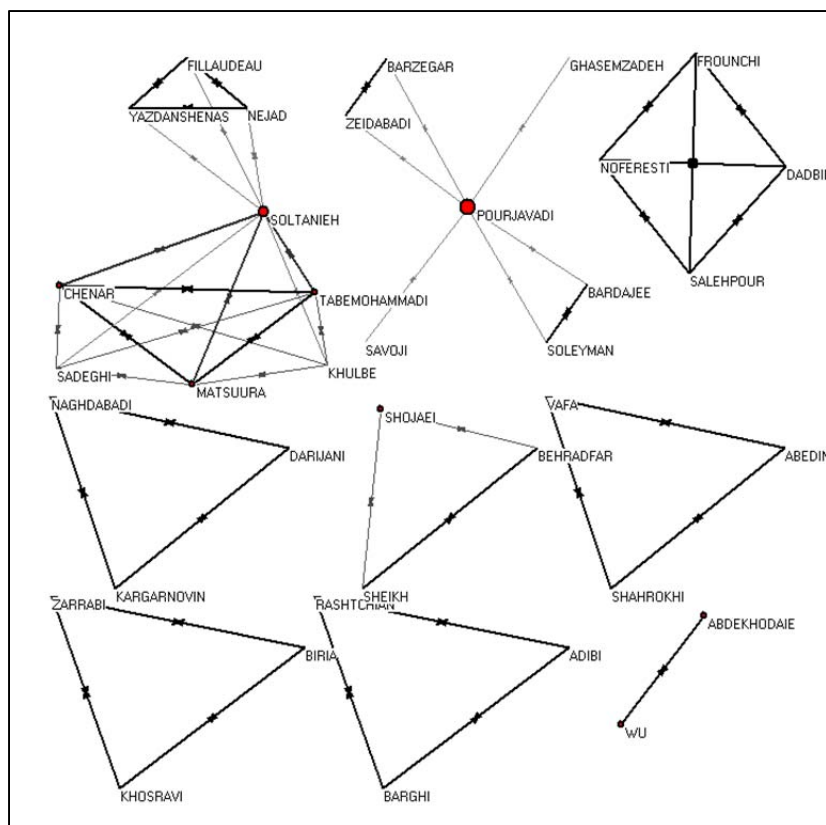 FILLAUDEAU
YAZDANSHENAS
NEJAD
SOLTANIEH
CHENAR
TABEMOHAMMADI
SADEGHI
MATSUURA
KHULBE
BARZEGAR
GHASEMZADEH
ZEIDABADI
POURJAVADI
BARDAJEE
SAVOJI
SOLEYMAN
FROUNCHI
NOFERESTI
DADBIN
SALEHPOUR
NAGHDABADI
DARIJANI
KARGARNOVIN
SHOJAEI
BEHRADFAR
SHEIKH
VAFA
ABEDIN
SHAHROKHI
ZARRABI
BIRIA
KHOSRAVI
RASHTCHIAN
ADIBI
BARGHI
ABDEKHODAIE
WU